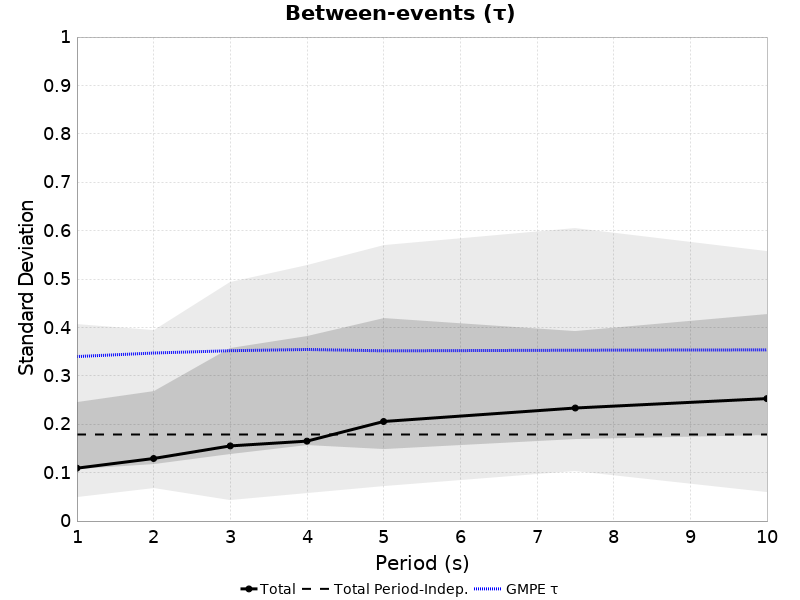 Between-events (τ)
1
0.9
0.8
0.7
0.6
0.5
0.4
0.3
0.2
0.1
0
Standard Deviation
1 2 3 4 5 6 7 8 9 10
Period (s)
Total Total Period-Indep. GMPE τ